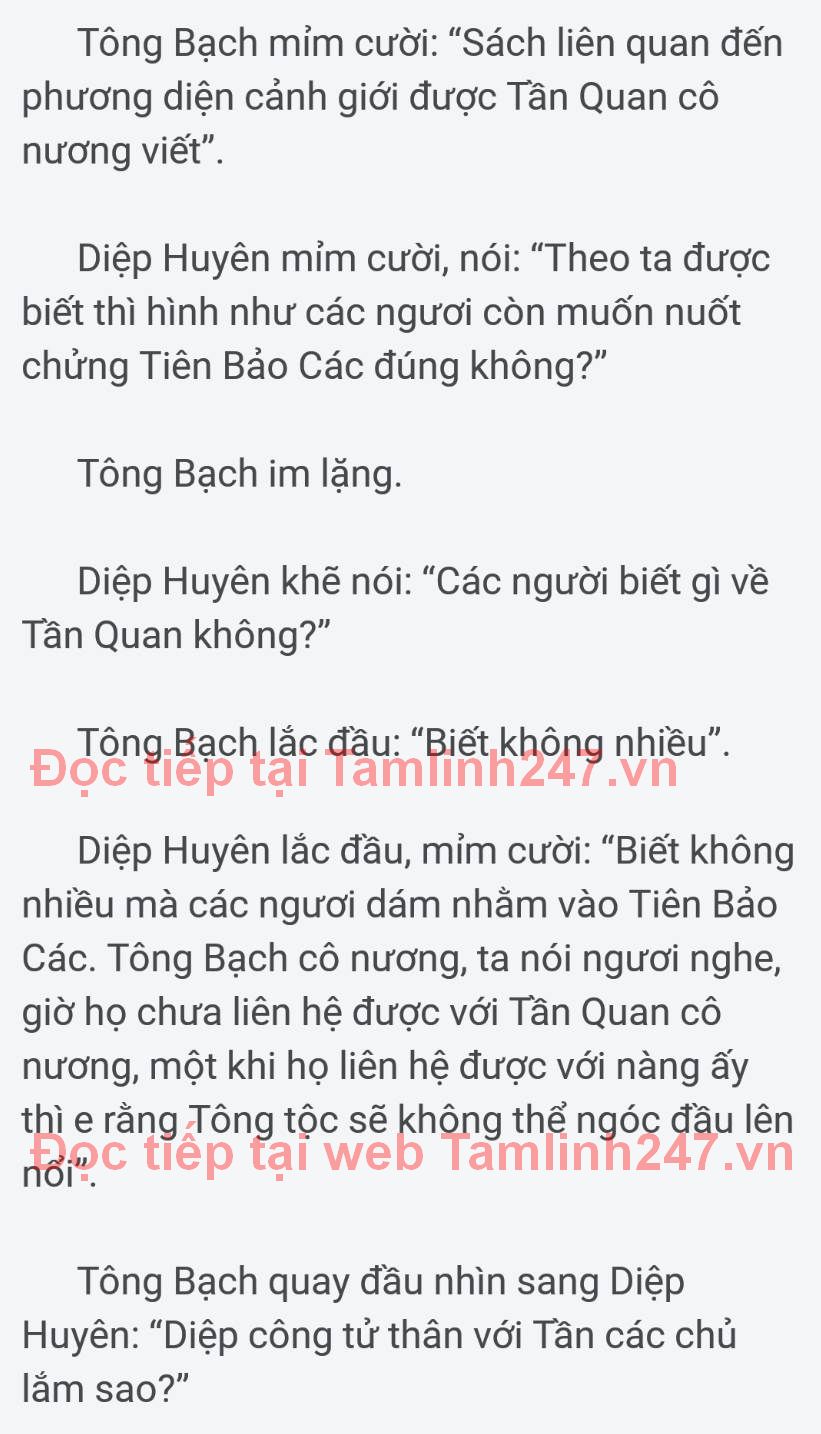 Tông Bạch mỉm cười: “Sách liên quan đến
phương diện cảnh giới được Tần Quan cô
nương viết”.
Diệp Huyên mỉm cười, nói: “Theo ta được
biết thì hình như các ngươi còn muốn nuốt
chửng Tiên Bảo Các đúng không?”
Tông Bạch im lặng.
Diệp Huyên khẽ nói: “Các người biết gì về
Tần Quan không?”
Tông Bạch lắc đầu: “Biết không nhiều”.
Đọc tiếp tại Tamlinh247.vn
Diệp Huyên lắc đầu, mỉm cười: “Biết không
nhiều mà các ngươi dám nhằm vào Tiên Bảo
Các. Tông Bạch cô nương, ta nói ngươi nghe,
giờ họ chưa liên hệ được với Tần Quan cô
nương, một khi họ liên hệ được với nàng ấy
thì e rằng Tông tộc sẽ không thể ngóc đầu lên
Đọc tiếp tại web Tamlinh247.vn
nổi”.
Tông Bạch quay đầu nhìn sang Diệp
Huyên: “Diệp công tử thân với Tần các chủ
lắm sao?”